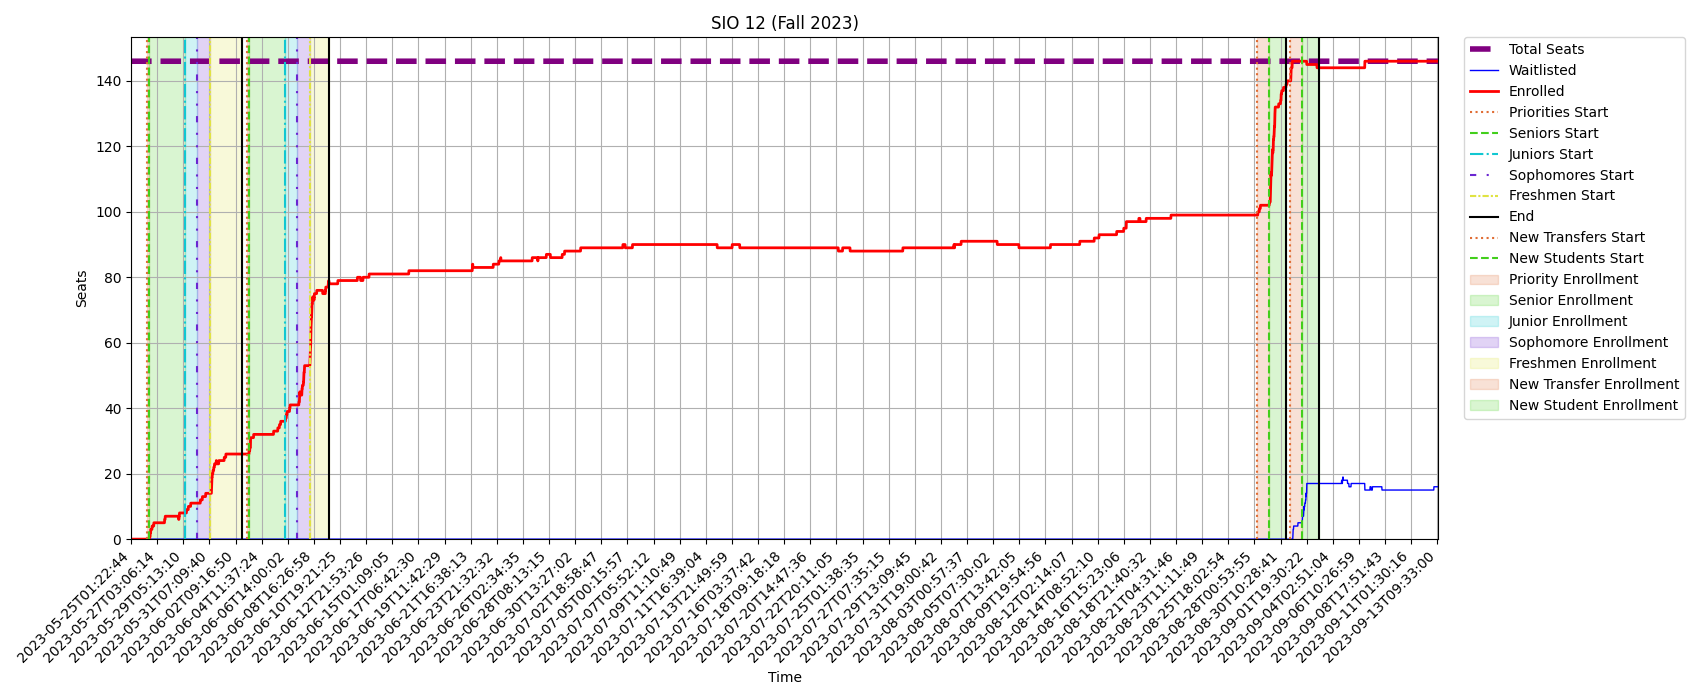 SIO 12 (Fall 2023)
Seats
140
120
100
80
60
40
20
0
2023-05-25T01:22:44
2023-05-27T03:06:14
2023-05-29T05:13:10
2023-05-31T07:09:40
2023-06-02T09:16:50
2023-06-04T11:37:24
2023-06-06T14:00:02
2023-06-08T16:26:58
2023-06-10T19:21:25
2023-06-12T21:53:26
2023-06-15T01:09:05
2023-06-17T06:42:30
2023-06-19T11:42:29
2023-06-21T16:38:13
2023-06-23T21:32:32
2023-06-26T02:34:35
2023-06-28T08:13:15
2023-06-30T13:27:02
2023-07-02T18:58:47
2023-07-05T00:15:57
2023-07-07T05:52:12
2023-07-09T11:10:49
2023-07-11T16:39:04
2023-07-13T21:49:59
2023-07-16T03:37:42
2023-07-18T09:18:18
2023-07-20T14:47:36
2023-07-22T20:11:05
2023-07-25T01:38:35
2023-07-27T07:35:15
2023-07-29T13:09:45
2023-07-31T19:00:42
2023-08-03T00:57:37
2023-08-05T07:30:02
2023-08-07T13:42:05
2023-08-09T19:54:56
2023-08-12T02:14:07
2023-08-14T08:52:10
2023-08-16T15:23:06
2023-08-18T21:40:32
2023-08-21T04:31:46
2023-08-23T11:11:49
2023-08-25T18:02:54
2023-08-28T00:53:55
2023-08-30T10:28:41
2023-09-01T19:30:22
2023-09-04T02:51:04
2023-09-06T10:26:59
2023-09-08T17:51:43
2023-09-11T01:30:16
2023-09-13T09:33:00
Time
Total Seats
Waitlisted
Enrolled
Priorities Start
Seniors Start
Juniors Start
Sophomores Start
Freshmen Start
End
New Transfers Start
New Students Start
Priority Enrollment
Senior Enrollment
Junior Enrollment
Sophomore Enrollment
Freshmen Enrollment
New Transfer Enrollment
New Student Enrollment